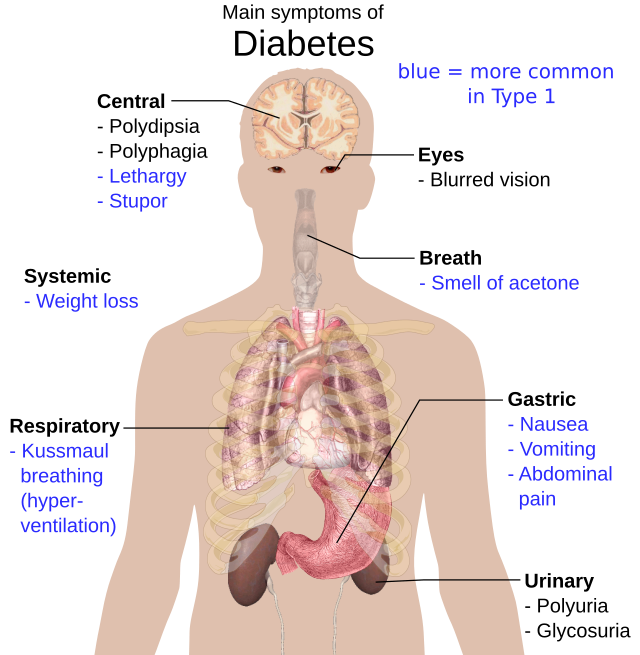 Main symptoms of
Diabetes
blue = more common
in Type 1
Central
- Polydipsia
- Polyphagia
- Lethargy
- Stupor
Eyes
- Blurred vision
Breath
- Smell of acetone
Systemic
- Weight loss
Respiratory
- Kussmaul
breathing
(hyper-
ventilation)
Gastric
- Nausea
- Vomiting
- Abdominal
pain
Urinary
- Polyuria
- Glycosuria